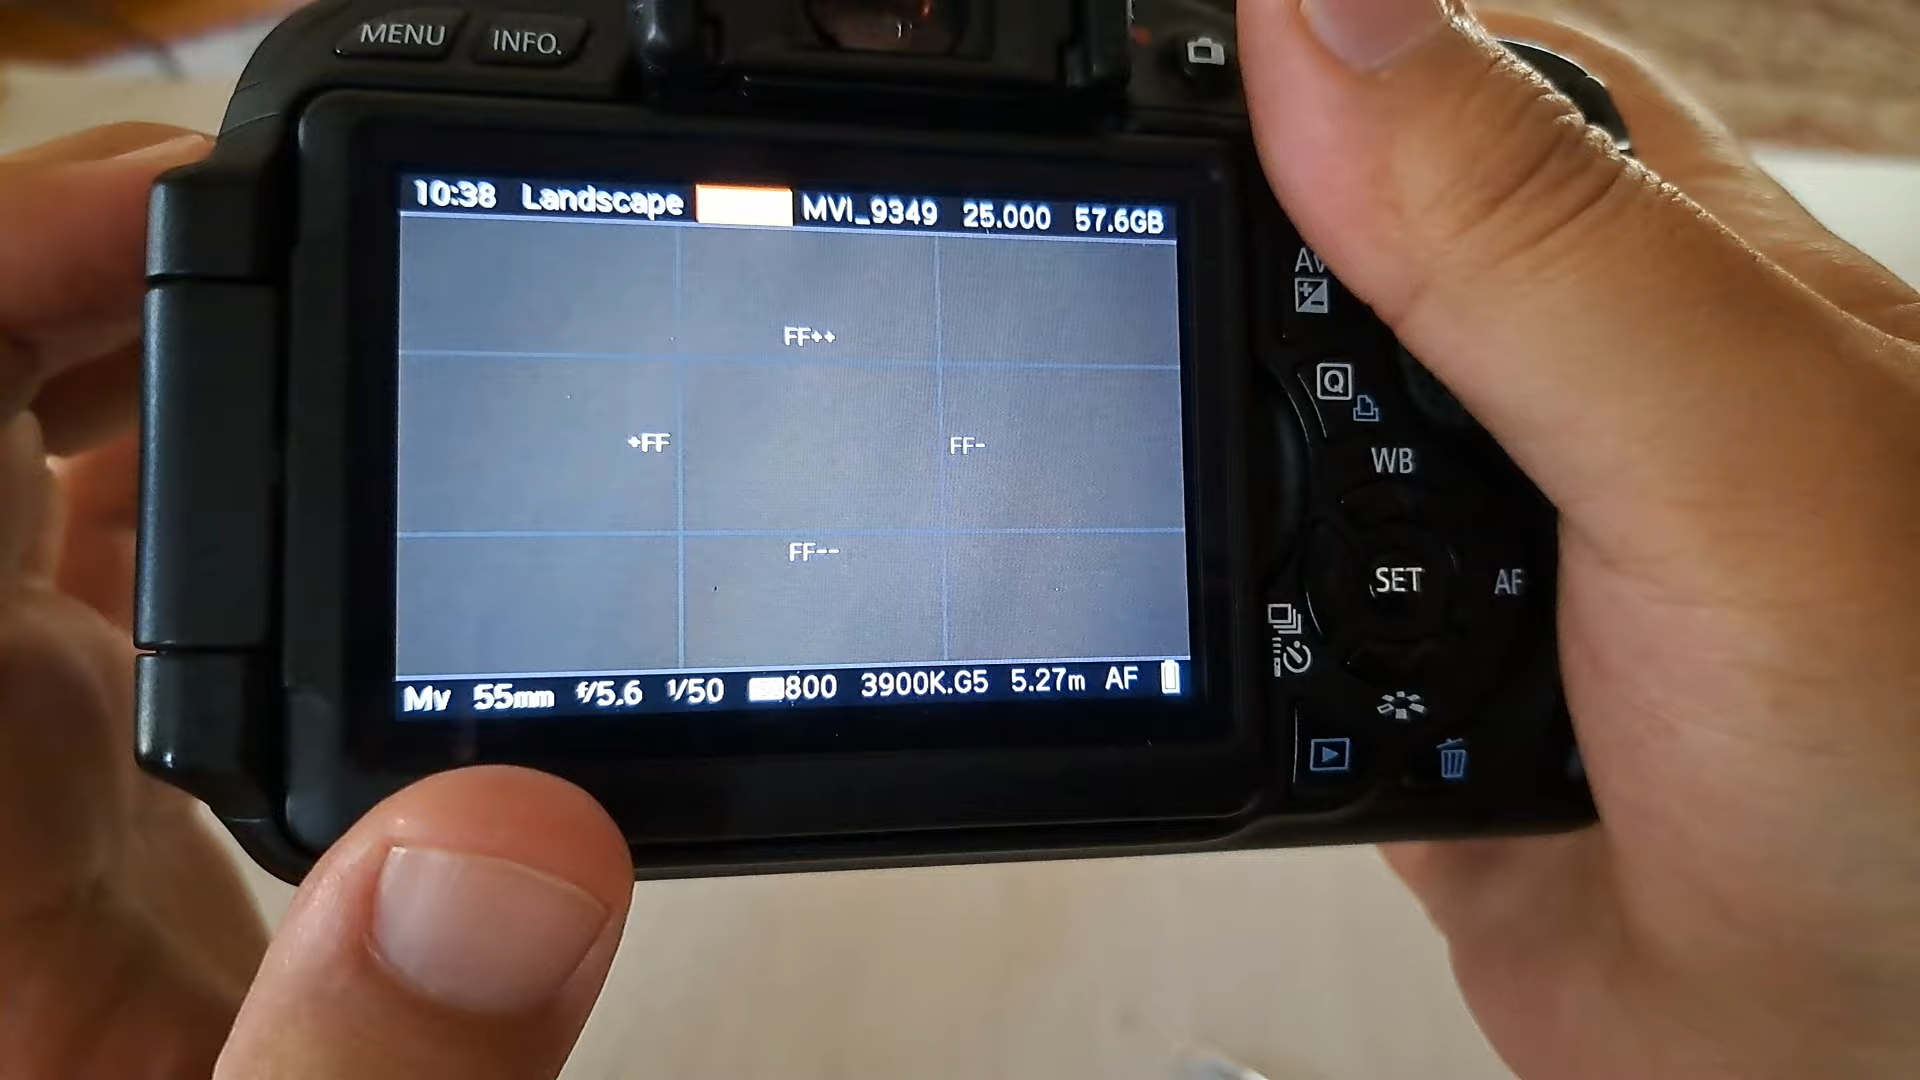 MENU INFO.
10:38 Landscape MVI_9349 25.000 57.6GB
FF++
+FF FF-
FF--
Mv 55mm f/5.6 1/50 800 3900K.G5 5.27m AF
Q
WB
SET AF